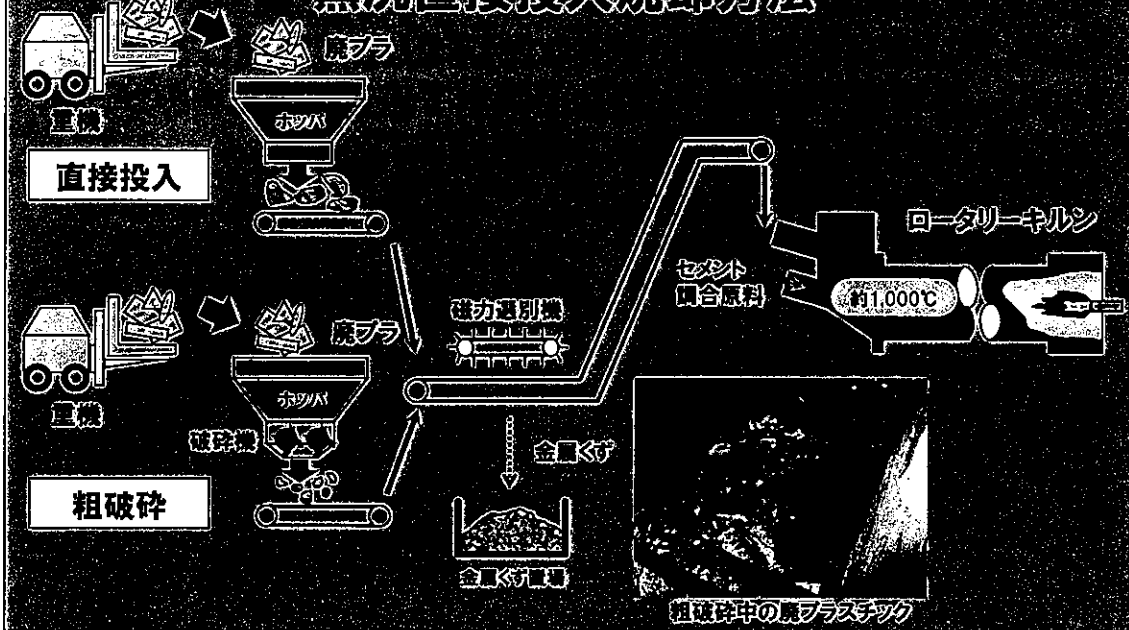 廃プラ
ホッパ
重機
直接投入
ロータリーキルン
セメント
調合原料
約1,000℃
磁力選別機
廃プラ
ホッパ
重機
破砕機
金属くず
粗破砕
金属くず置場
粗破砕中の廃プラスチック